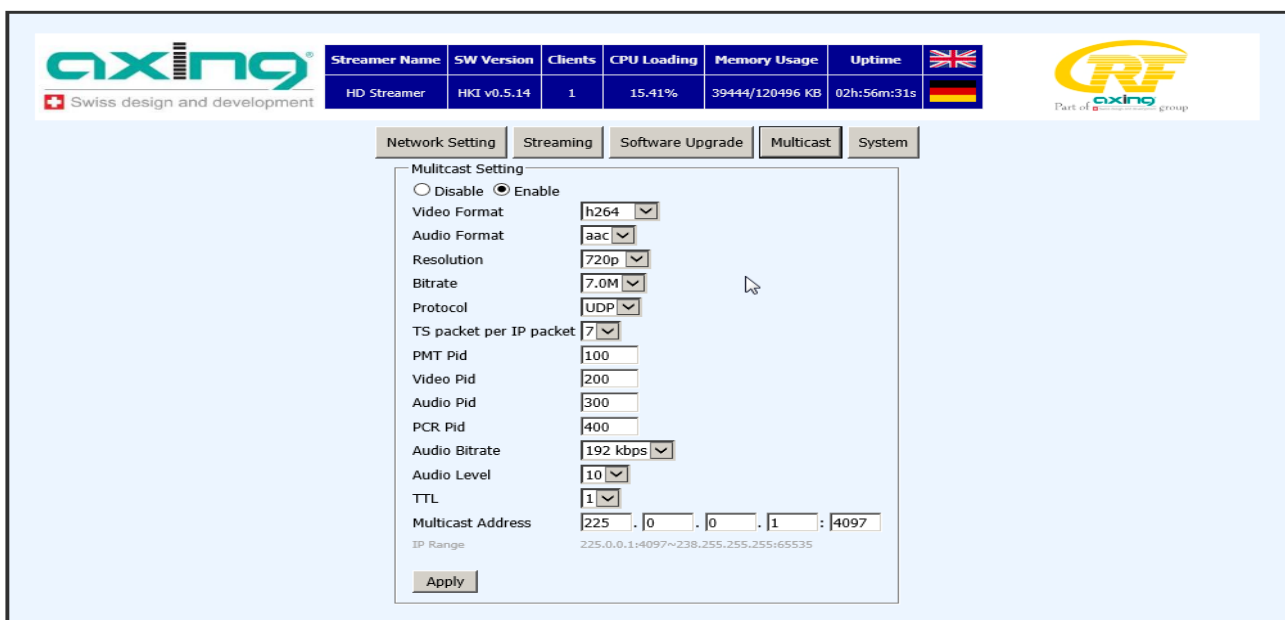 axing
Swiss design and development
Streamer Name SW Version Clients CPU Loading Memory Usage Uptime
HD Streamer HKI v0.5.14 1 15.41% 39444/120496 KB 02h:56m:31s
CRF
Part of axing group
Network Setting Streaming Software Upgrade Multicast System
Mulitcast Setting
Disable Enable
Video Format h264
Audio Format aac
Resolution 720p
Bitrate 7.0M
Protocol UDP
TS packet per IP packet 7
PMT Pid 100
Video Pid 200
Audio Pid 300
PCR Pid 400
Audio Bitrate 192 kbps
Audio Level 10
TTL 1
Multicast Address 225 . 0 . 0 . 1 : 4097
IP Range 225.0.0.1:4097~238.255.255.255:65535
Apply